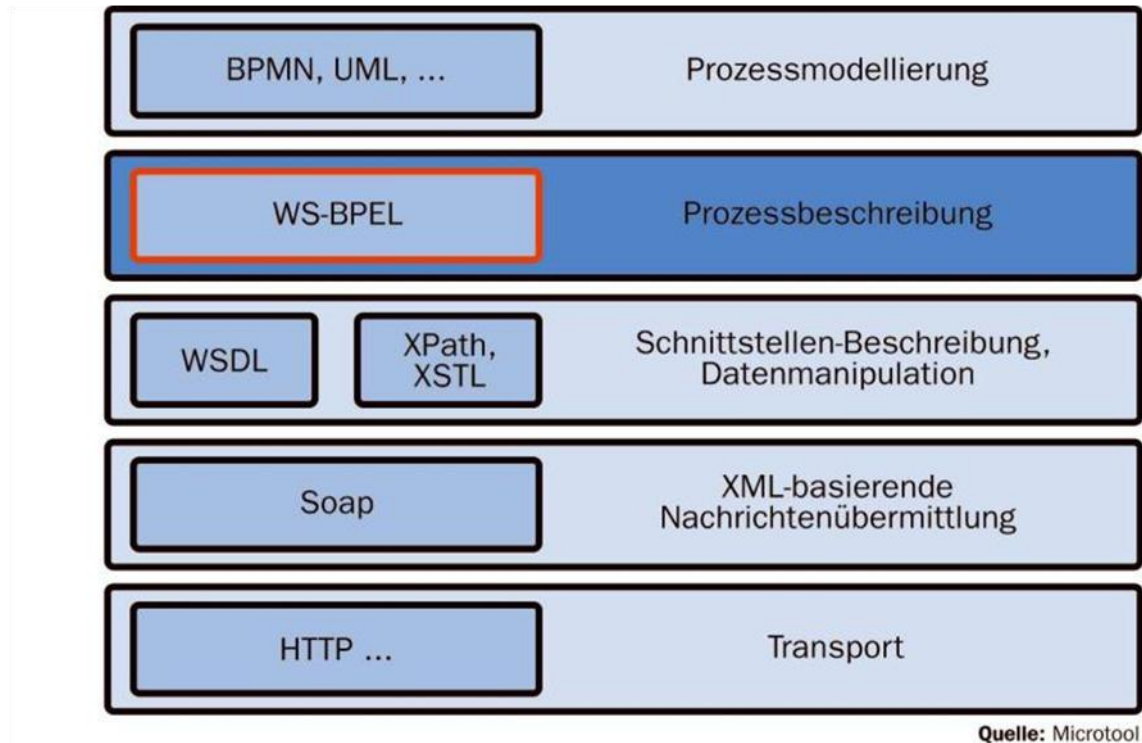 BPMN, UML, ...
Prozessmodellierung
WS-BPEL
Prozessbeschreibung
WSDL
XPath,
XSTL
Schnittstellen-Beschreibung,
Datenmanipulation
Soap
XML-basierende
Nachrichtenübermittlung
HTTP ...
Transport
Quelle: Microtool